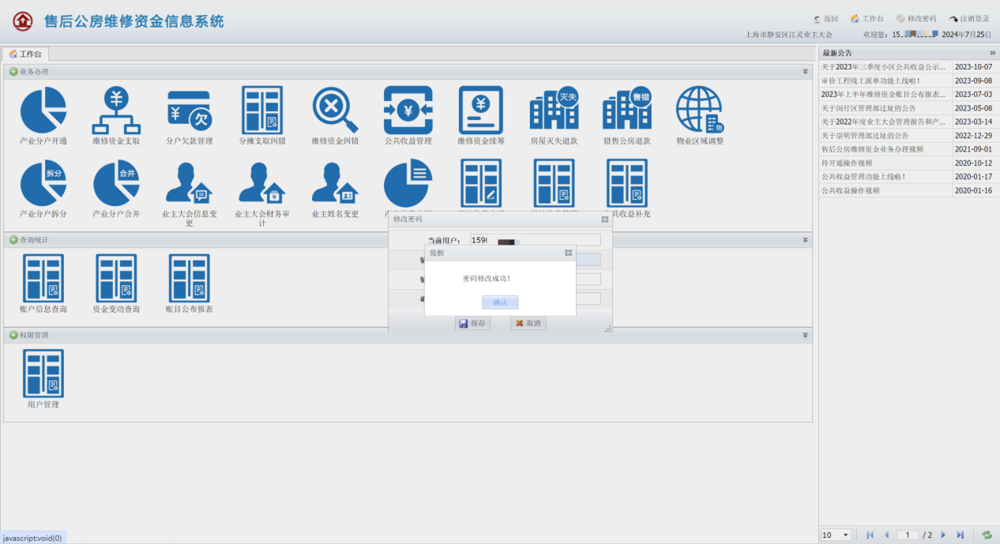 售后公房维修资金信息系统
返回 工作台 修改密码 注销登录
上海市静安区江灵业主大会 欢迎您: 2024年7月25日
工作台
业务办理
产业分户开通 维修资金支取 分户欠款管理 分摊支取纠错 维修资金纠错 公共收益管理 维修资金续筹 房屋灭失退款 错售公房退款 物业区域调整
欠 灭失 售错 物
拆分 合并
产业分户拆分 产业分户合并 业主大会信息变更 业主大会财务审计 业主姓名变更 共收益补充
修改密码
当前用户: 159
提醒
密码修改成功!
确认
保存 取消
查询统计
账户信息查询 资金变动查询 账目公布报表
权限管理
用户管理
最新公告
关于2023年三季度小区公共收益公示... 2023-10-07
审价工程线上派单功能上线啦! 2023-09-08
2023年上半年维修资金账目公布报表... 2023-07-03
关于闵行区管理部迁址的公告 2023-05-08
关于2022年度业主大会管理报告和产... 2023-03-14
关于崇明管理部迁址的公告 2022-12-29
售后公房维修资金业务办理视频 2021-09-01
待开通操作视频 2020-10-12
公共收益管理功能上线啦! 2020-01-17
公共收益操作视频 2020-01-16
10 1 / 2
javascript:void(0)